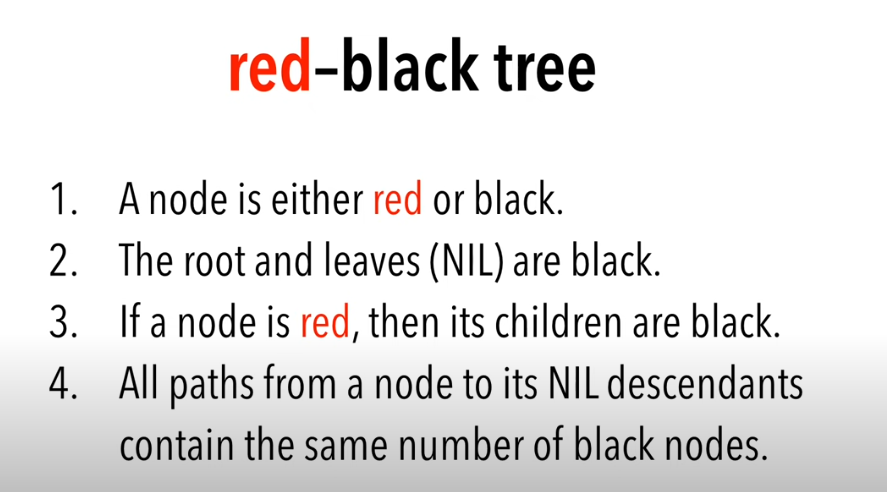 red–black tree
1. A node is either red or black.
2. The root and leaves (NIL) are black.
3. If a node is red, then its children are black.
4. All paths from a node to its NIL descendants
contain the same number of black nodes.